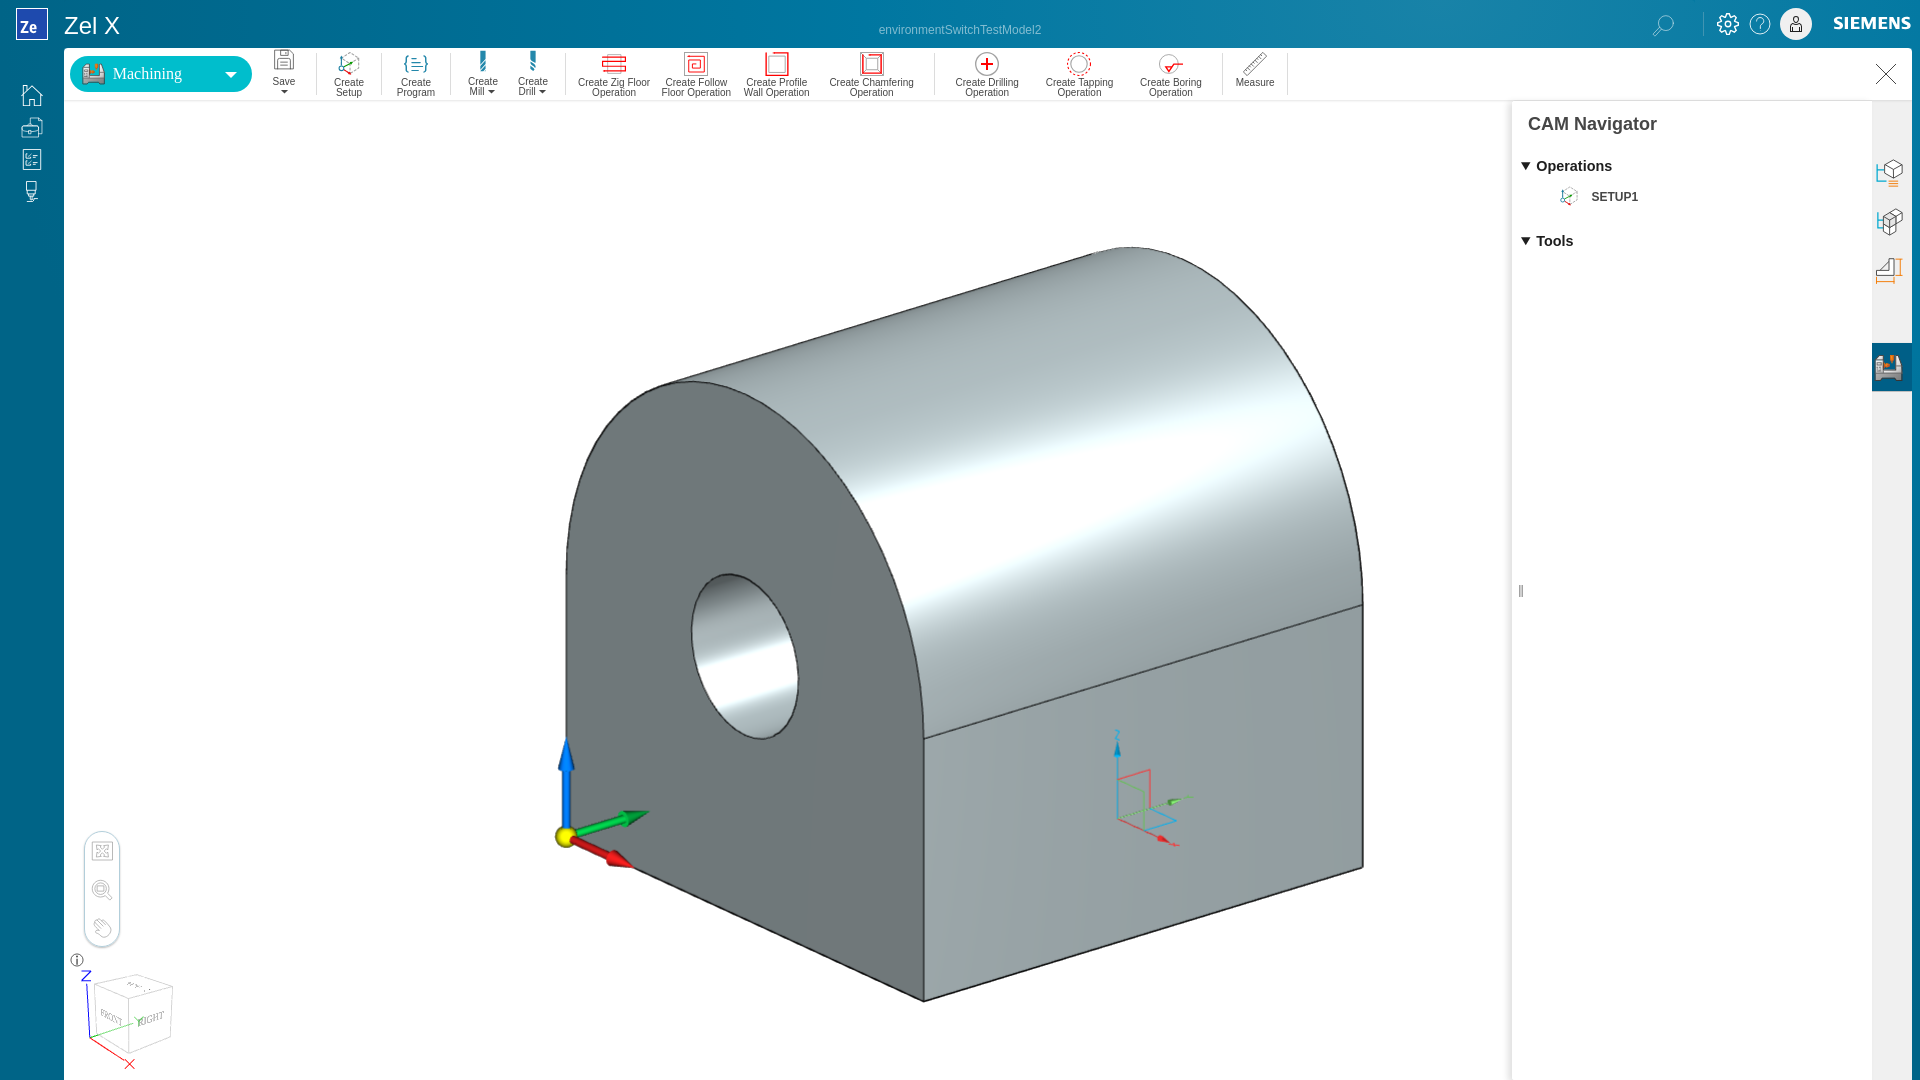 Ze
Zel X
environmentSwitchTestModel2
SIEMENS
Machining
Save
Create
Setup
Create
Program
Create
Mill
Create
Drill
Create Zig Floor
Operation
Create Follow
Floor Operation
Create Profile
Wall Operation
Create Chamfering
Operation
Create Drilling
Operation
Create Tapping
Operation
Create Boring
Operation
Measure
CAM Navigator
Operations
SETUP1
Tools
Z
Z
FRONT
RIGHT
Y
X